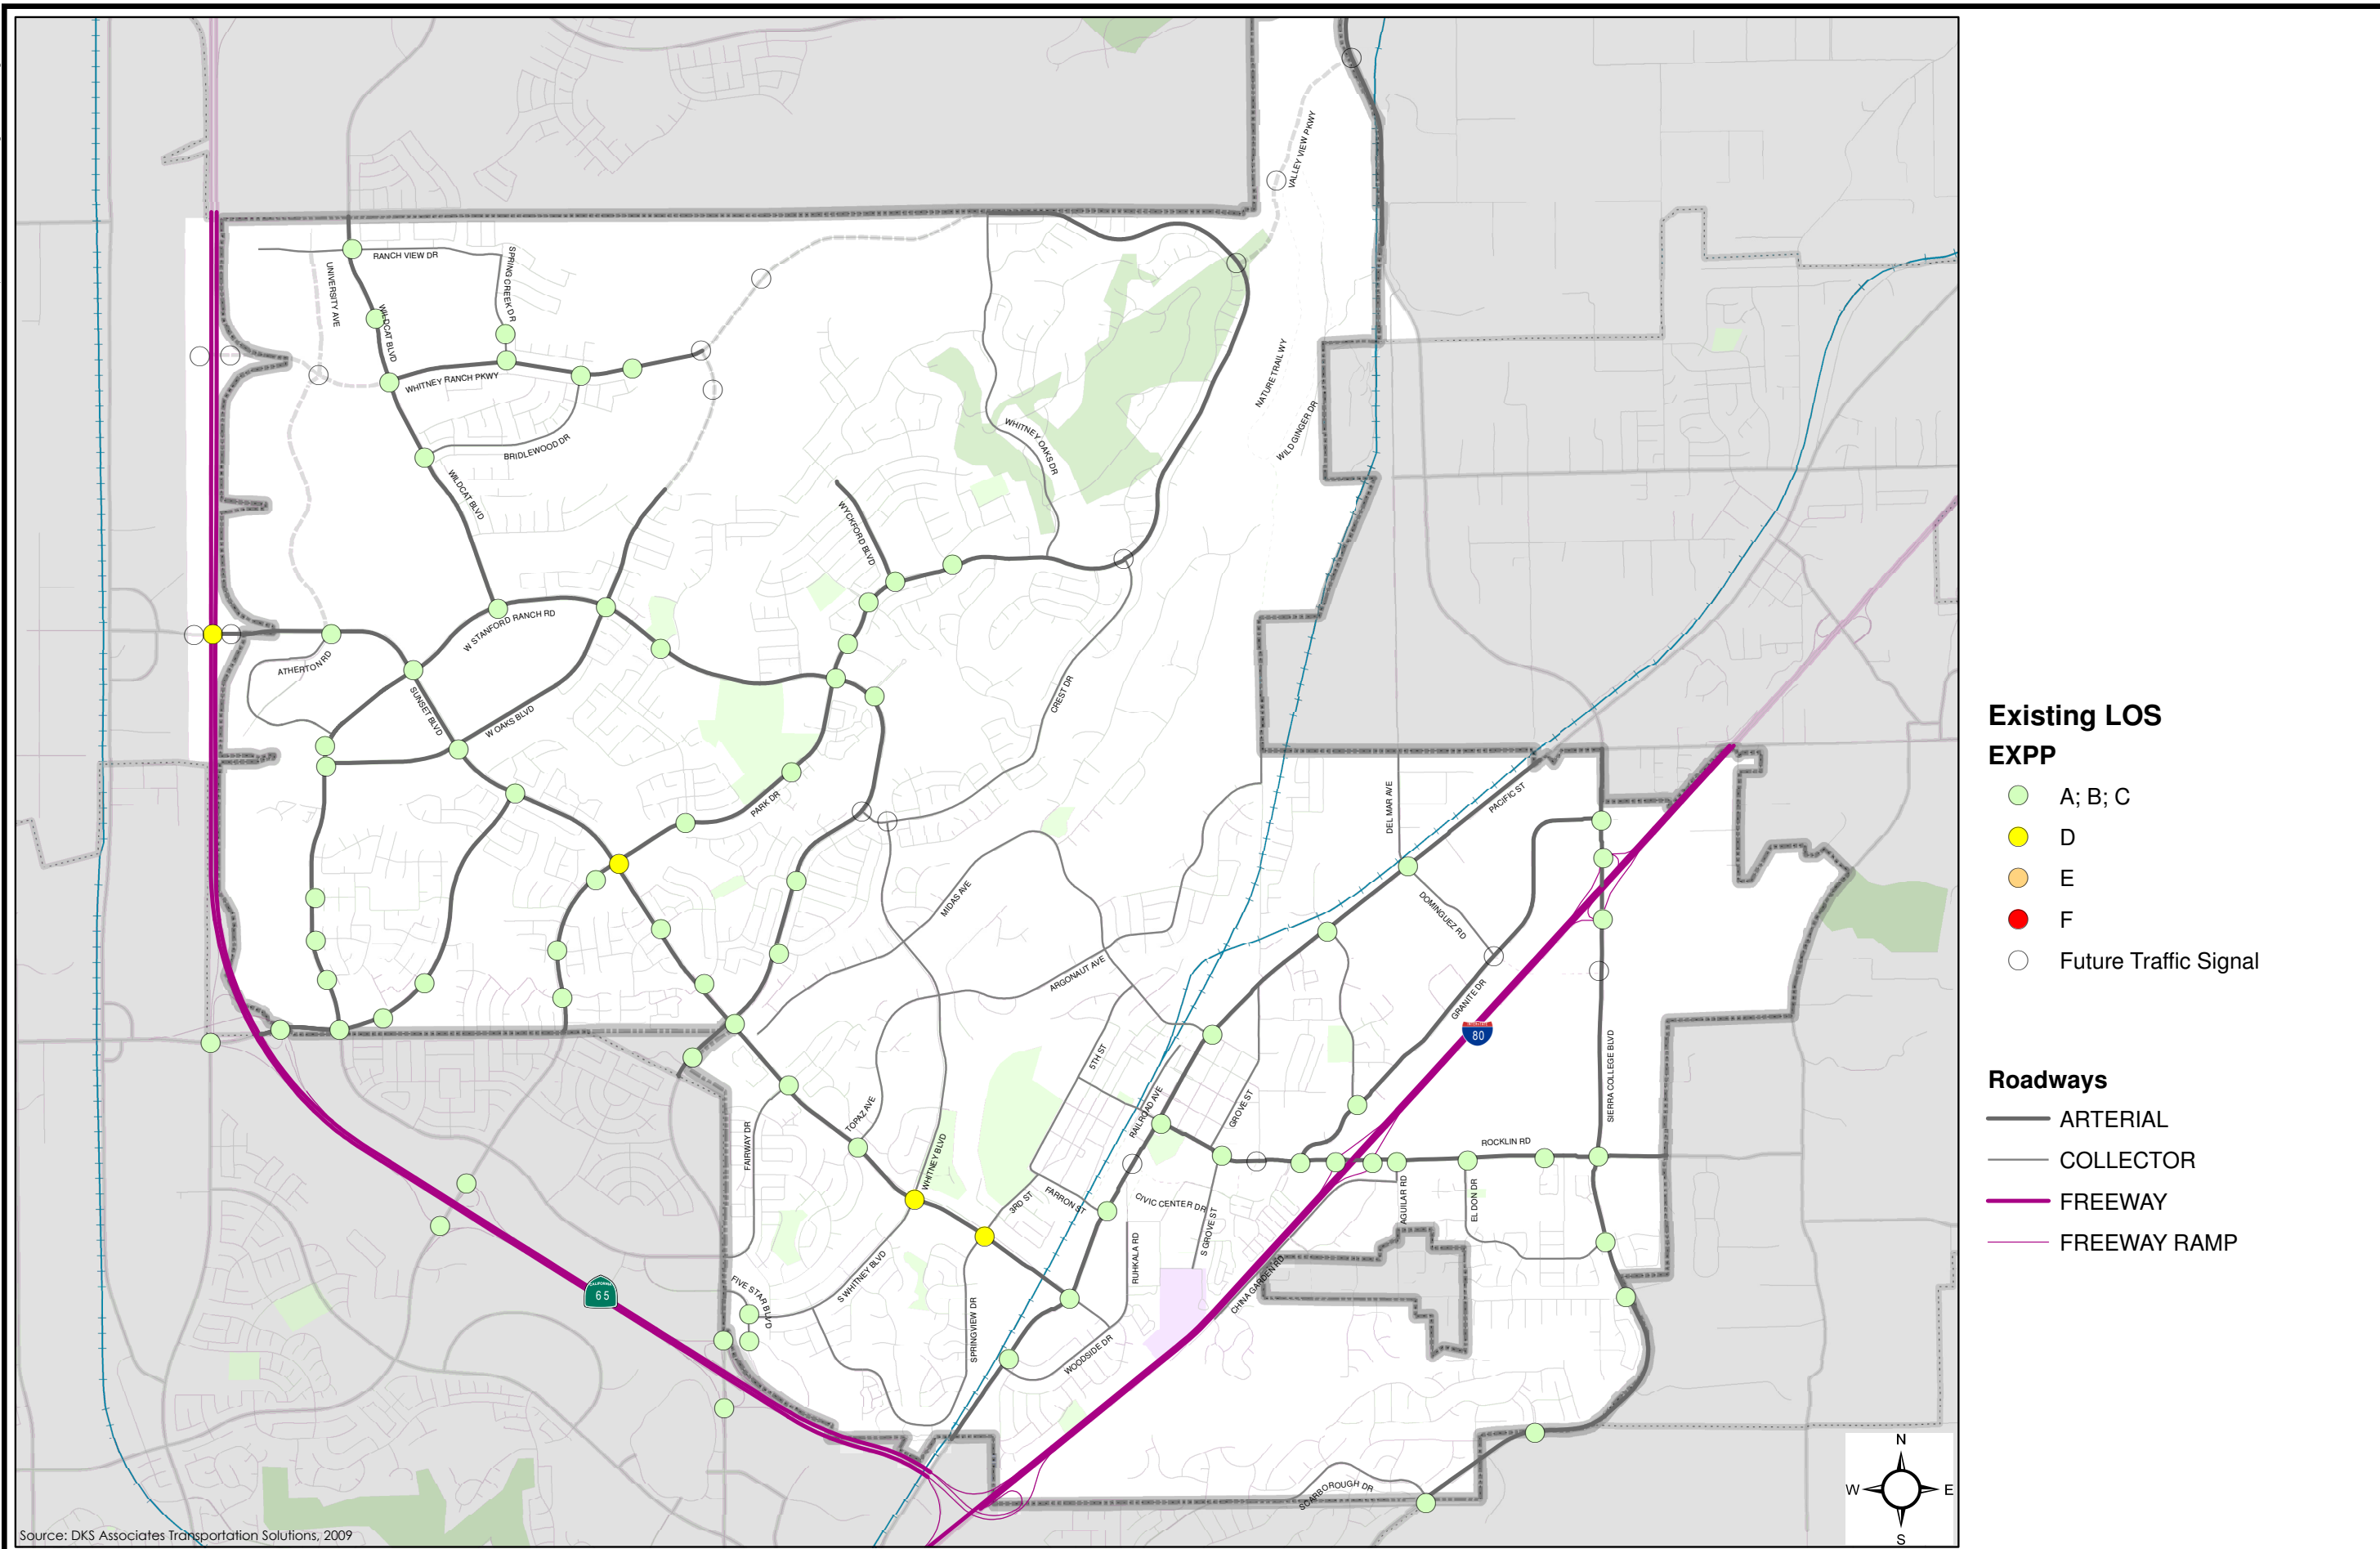 VALLEY VIEW PKWY
RANCH VIEW DR
SPRING CREEK DR
UNIVERSITY AVE
WILDCAT BLVD
WHITNEY RANCH PKWY
NATURE TRAIL WY
WILD GINGER DR
BRIDLEWOOD DR
WHITNEY OAKS DR
WILDCAT BLVD
WYCKFORD BLVD
W STANFORD RANCH RD
ATHERTON RD
SUNSET BLVD
W OAKS BLVD
CREST DR
PARK DR
DEL MAR AVE
PACIFIC ST
MIDAS AVE
DOMINGUEZ RD
ARGONAUT AVE
GRANITE DR
80
5TH ST
SIERRA COLLEGE BLVD
RAILROAD AVE
GROVE ST
TOPAZ AVE
FAIRWAY DR
WHITNEY BLVD
ROCKLIN RD
3RD ST
FARRON ST
CIVIC CENTER DR
AGUILAR RD
EL DON DR
S GROVE ST
RUHKALA RD
CHINA GARDEN RD
S WHITNEY BLVD
FIVE STAR BLVD
CALIFORNIA
65
SPRINGVIEW DR
WOODSIDE DR
SCARBOROUGH DR
Source: DKS Associates Transportation Solutions, 2009
N
W E
S
Existing LOS
EXPP
A; B; C
D
E
F
Future Traffic Signal
Roadways
ARTERIAL
COLLECTOR
FREEWAY
FREEWAY RAMP